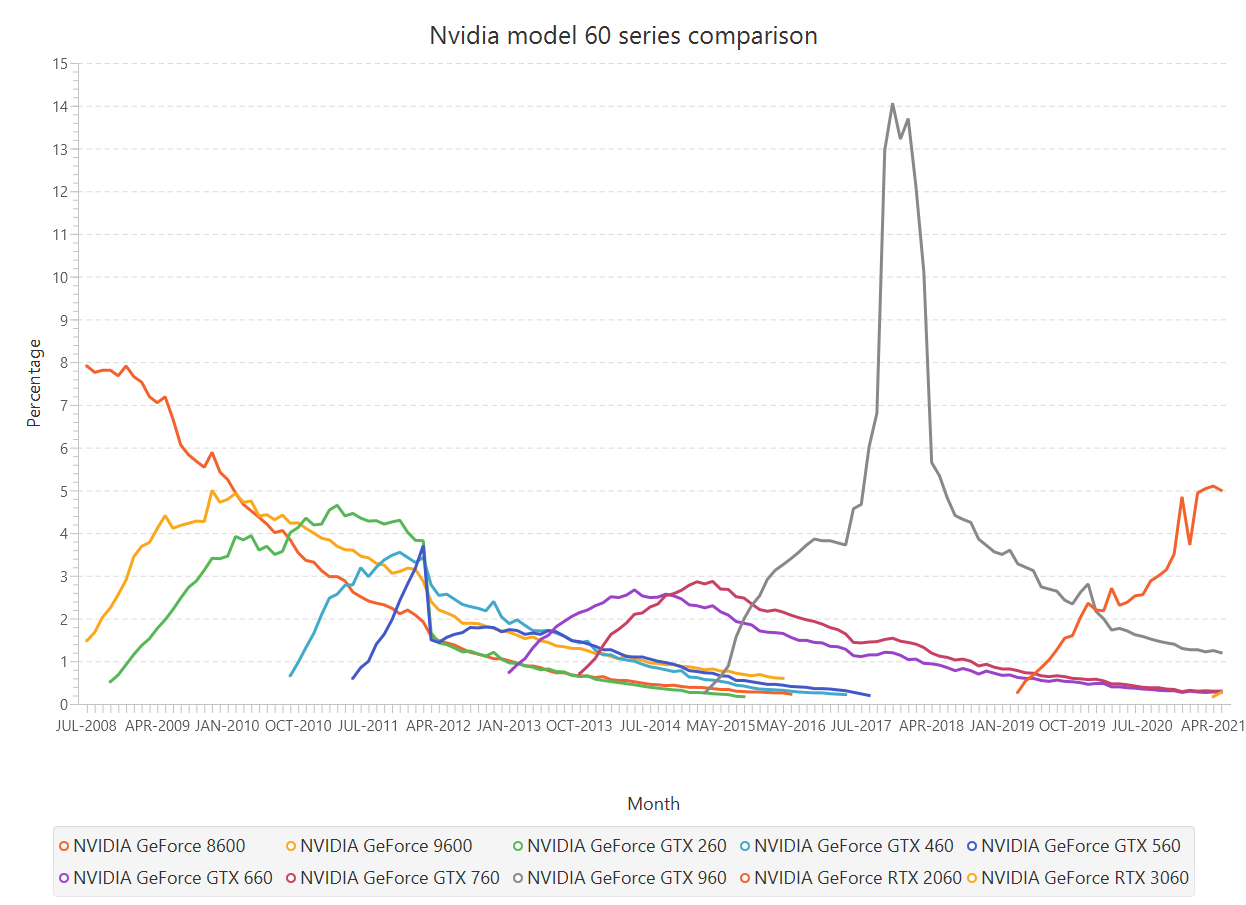 Nvidia model 60 series comparison
15
14
13
12
11
10
9
8
7
6
5
4
3
2
1
0
Percentage
JUL-2008 APR-2009 JAN-2010 OCT-2010 JUL-2011 APR-2012 JAN-2013 OCT-2013 JUL-2014 MAY-2015 MAY-2016 JUL-2017 APR-2018 JAN-2019 OCT-2019 JUL-2020 APR-2021
Month
NVIDIA GeForce 8600 NVIDIA GeForce 9600 NVIDIA GeForce GTX 260 NVIDIA GeForce GTX 460 NVIDIA GeForce GTX 560
NVIDIA GeForce GTX 660 NVIDIA GeForce GTX 760 NVIDIA GeForce GTX 960 NVIDIA GeForce RTX 2060 NVIDIA GeForce RTX 3060